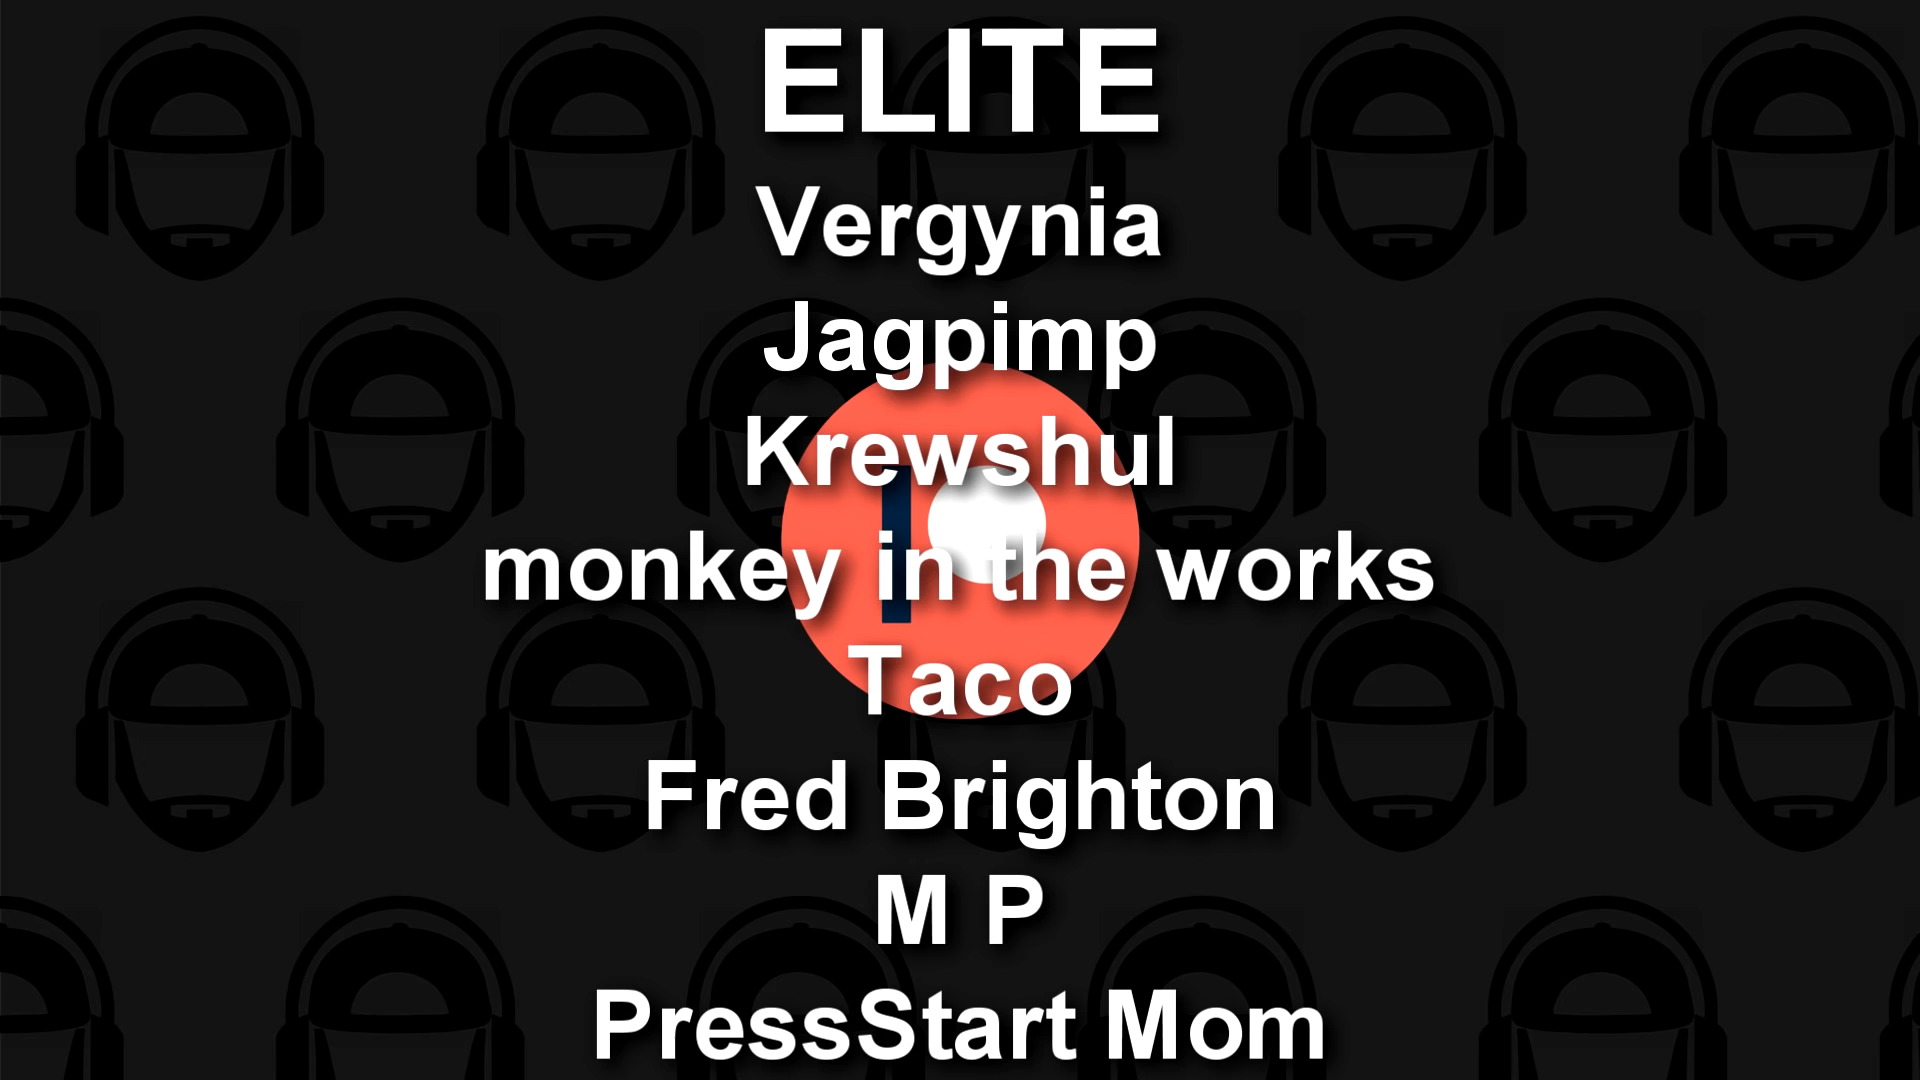 ELITE
Vergynia
Jagpimp
Krewshul
monkey in the works
Taco
Fred Brighton
M P
PressStart Mom